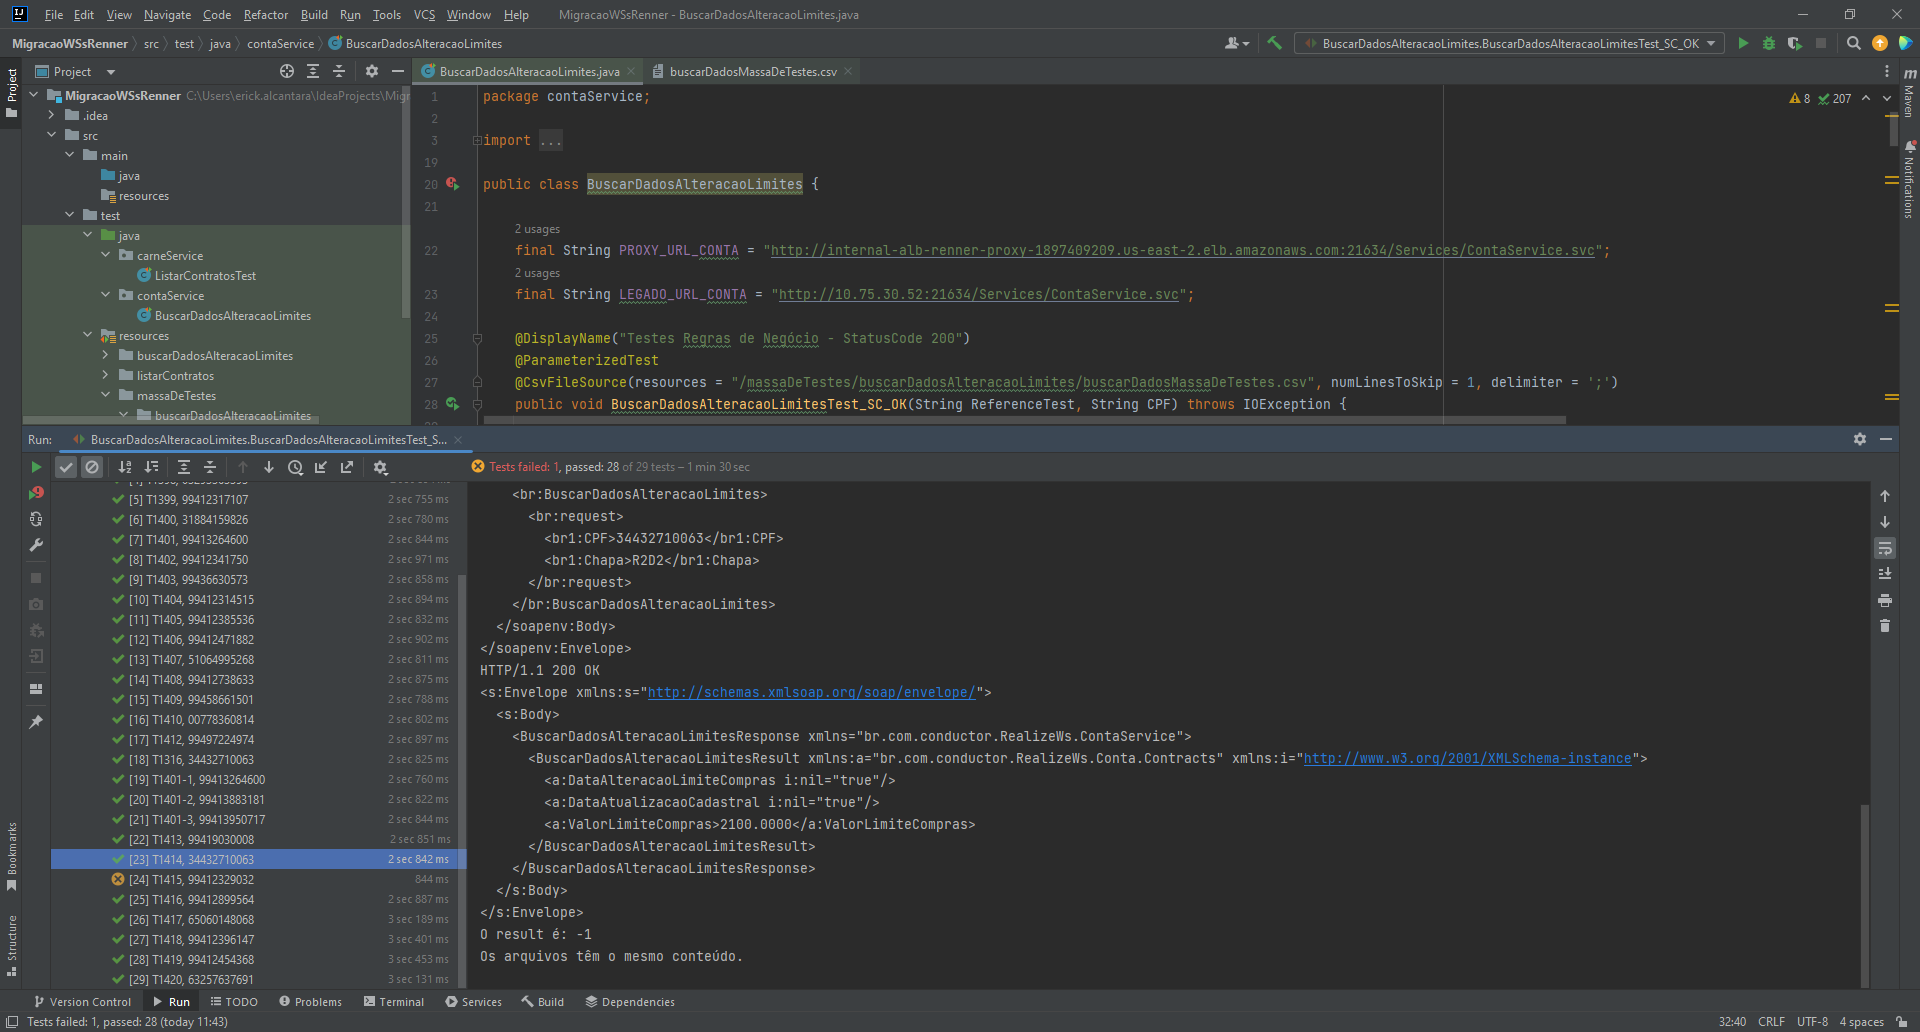 File Edit View Navigate Code Refactor Build Run Tools VCS Window Help MigracaoWSsRenner - BuscarDadosAlteracaoLimites.java
MigracaoWSsRenner src test java contaService BuscarDadosAlteracaoLimites
BuscarDadosAlteracaoLimites.BuscarDadosAlteracaoLimitesTest_SC_OK
Project
Project
BuscarDadosAlteracaoLimites.java
buscarDadosMassaDeTestes.csv
MigracaoWSsRenner C:\Users\erick.alcantara\IdeaProjects\Migr
.idea
src
main
java
resources
test
java
carneService
ListarContratosTest
contaService
BuscarDadosAlteracaoLimites
resources
buscarDadosAlteracaoLimites
listarContratos
massaDeTestes
buscarDadosAlteracaoLimites
1 package contaService;
2
3 import ...
19
20 public class BuscarDadosAlteracaoLimites {
21
2 usages
22 final String PROXY_URL_CONTA = "http://internal-alb-renner-proxy-1897409209.us-east-2.elb.amazonaws.com:21634/Services/ContaService.svc";
2 usages
23 final String LEGADO_URL_CONTA = "http://10.75.30.52:21634/Services/ContaService.svc";
24
25 @DisplayName("Testes Regras de Negócio - StatusCode 200")
26 @ParameterizedTest
27 @CsvFileSource(resources = "/massaDeTestes/buscarDadosAlteracaoLimites/buscarDadosMassaDeTestes.csv", numLinesToSkip = 1, delimiter = ';')
28 public void BuscarDadosAlteracaoLimitesTest_SC_OK(String ReferenceTest, String CPF) throws IOException {
8 207
Maven
Notifications
Run: BuscarDadosAlteracaoLimites.BuscarDadosAlteracaoLimitesTest_S...
Tests failed: 1, passed: 28 of 29 tests – 1 min 30 sec
[5] T1399, 99412317107 2 sec 755 ms
[6] T1400, 31884159826 2 sec 780 ms
[7] T1401, 99413264600 2 sec 844 ms
[8] T1402, 99412341750 2 sec 971 ms
[9] T1403, 99436630573 2 sec 858 ms
[10] T1404, 99412314515 2 sec 894 ms
[11] T1405, 99412385536 2 sec 832 ms
[12] T1406, 99412471882 2 sec 902 ms
[13] T1407, 51064995268 2 sec 811 ms
[14] T1408, 99412738633 2 sec 875 ms
[15] T1409, 99458661501 2 sec 788 ms
[16] T1410, 00778360814 2 sec 802 ms
[17] T1412, 99497224974 2 sec 897 ms
[18] T1316, 34432710063 2 sec 825 ms
[19] T1401-1, 99413264600 2 sec 760 ms
[20] T1401-2, 99413883181 2 sec 822 ms
[21] T1401-3, 99413950717 2 sec 844 ms
[22] T1413, 99419030008 2 sec 851 ms
[23] T1414, 34432710063 2 sec 842 ms
[24] T1415, 99412329032 844 ms
[25] T1416, 99412899564 2 sec 887 ms
[26] T1417, 65060148068 3 sec 189 ms
[27] T1418, 99412396147 3 sec 401 ms
[28] T1419, 99412454368 3 sec 453 ms
[29] T1420, 63257637691 3 sec 131 ms
<br:BuscarDadosAlteracaoLimites>
<br:request>
<br1:CPF>34432710063</br1:CPF>
<br1:Chapa>R2D2</br1:Chapa>
</br:request>
</br:BuscarDadosAlteracaoLimites>
</soapenv:Body>
</soapenv:Envelope>
HTTP/1.1 200 OK
<s:Envelope xmlns:s="http://schemas.xmlsoap.org/soap/envelope/">
<s:Body>
<BuscarDadosAlteracaoLimitesResponse xmlns="br.com.conductor.RealizeWs.ContaService">
<BuscarDadosAlteracaoLimitesResult xmlns:a="br.com.conductor.RealizeWs.Conta.Contracts" xmlns:i="http://www.w3.org/2001/XMLSchema-instance">
<a:DataAlteracaoLimiteCompras i:nil="true"/>
<a:DataAtualizacaoCadastral i:nil="true"/>
<a:ValorLimiteCompras>2100.0000</a:ValorLimiteCompras>
</BuscarDadosAlteracaoLimitesResult>
</BuscarDadosAlteracaoLimitesResponse>
</s:Body>
</s:Envelope>
O result é: -1
Os arquivos têm o mesmo conteúdo.
Bookmarks
Structure
Version Control Run TODO Problems Terminal Services Build Dependencies
Tests failed: 1, passed: 28 (today 11:43)
32:40 CRLF UTF-8 4 spaces